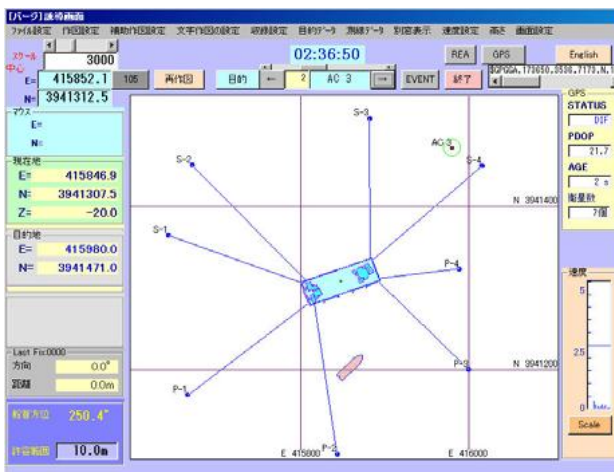 [バージ]誘導画面
ファイル設定 作図設定 補助作図設定 文字作図の設定 収録設定 目的データ 測線データ 別窓表示 速度設定 高さ 画面設定
スケール 3000
02:36:50
REA GPS English
中心
E= 415852.1 105 再作図 目的 ← 2 AC 3 → EVENT 終了
N= 3941312.5
マウス
E=
N=
現在地
E= 415846.9
N= 3941307.5
Z= -20.0
目的地
E= 415980.0
N= 3941471.0
Last Fix:0000
方向 0.0°
距離 0.0m
船首方位 250.4°
許容範囲 10.0m
S-3
AC 3
S-2
S-4
N 3941400
S-1
P-4
N 3941200
P-3
P-1
P-2
E 415800
E 416000
GPS
STATUS
DIF
PDOP
21.7
AGE
2 s
衛星数
7個
速度
5
2.5
0
Scale